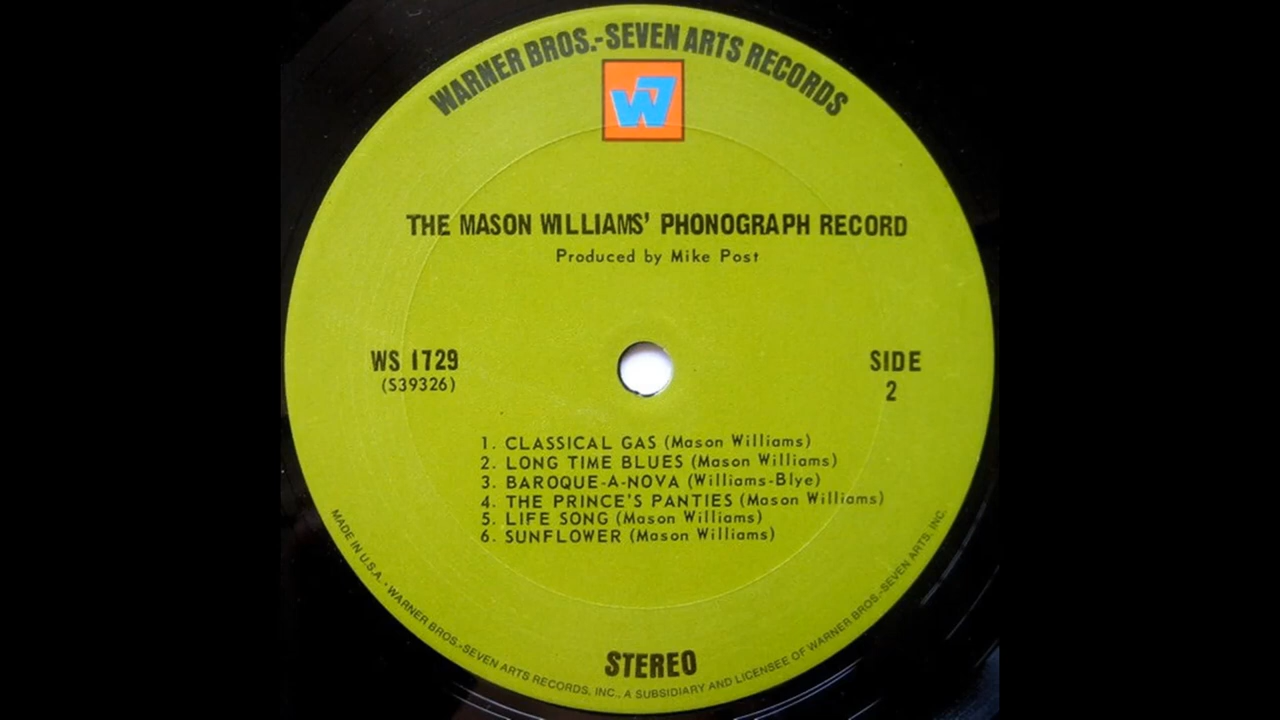 WARNER BROS.-SEVEN ARTS RECORDS
W7
THE MASON WILLIAMS' PHONOGRAPH RECORD
Produced by Mike Post
WS 1729
(S39326)
SIDE
2
1. CLASSICAL GAS (Mason Williams)
2. LONG TIME BLUES (Mason Williams)
3. BAROQUE-A-NOVA (Williams-Blye)
4. THE PRINCE'S PANTIES (Mason Williams)
5. LIFE SONG (Mason Williams)
6. SUNFLOWER (Mason Williams)
STEREO
MADE IN U.S.A. • WARNER BROS.-SEVEN ARTS RECORDS, INC., A SUBSIDIARY AND LICENSEE OF WARNER BROS.-SEVEN ARTS, INC.